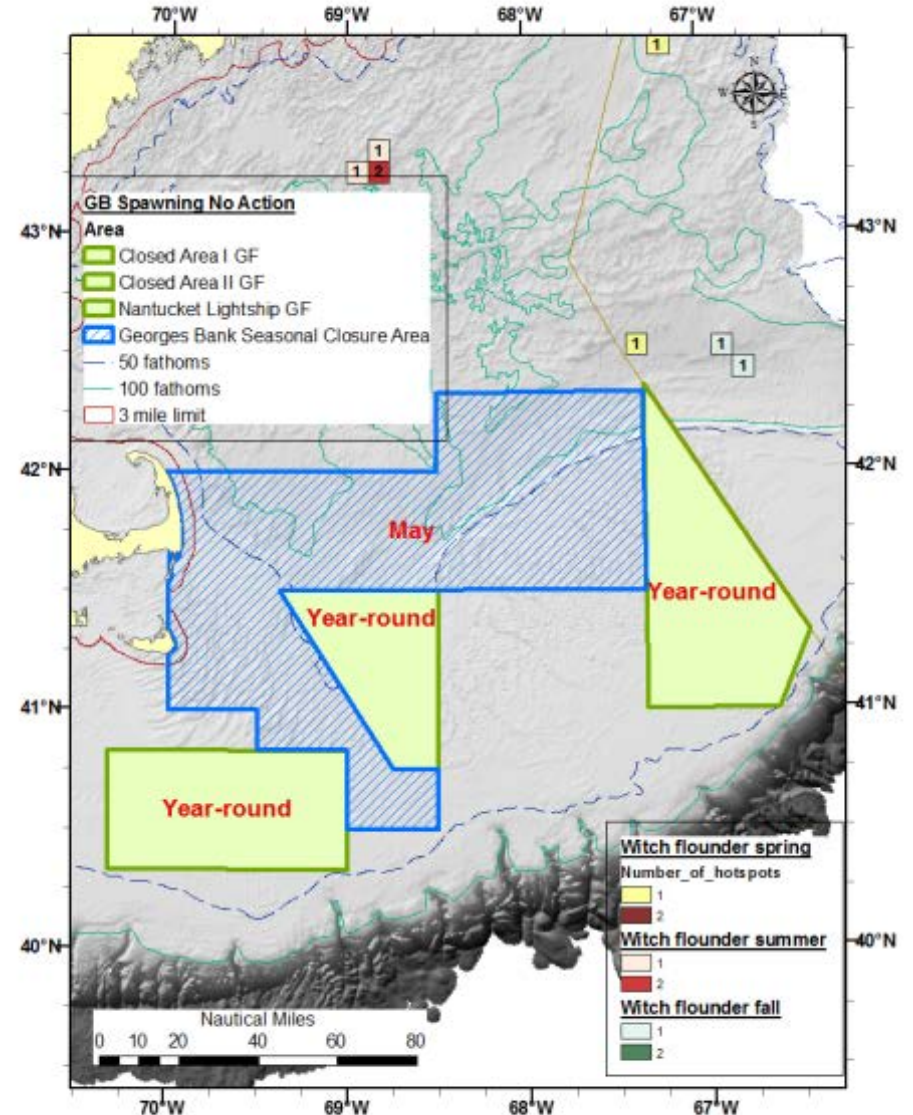 70°W 69°W 68°W 67°W
1
N
W E
S
1
1 2
GB Spawning No Action
43°N 43°N
Area
Closed Area I GF
Closed Area II GF
Nantucket Lightship GF
Georges Bank Seasonal Closure Area
50 fathoms
100 fathoms
3 mile limit
1 1
1
42°N 42°N
May
Year-round Year-round
41°N 41°N
Year-round
Witch flounder spring
Number_of_hotspots
1
2
40°N 40°N
Witch flounder summer
1
2
Witch flounder fall
1
2
Nautical Miles
0 10 20 40 60 80
70°W 69°W 68°W 67°W